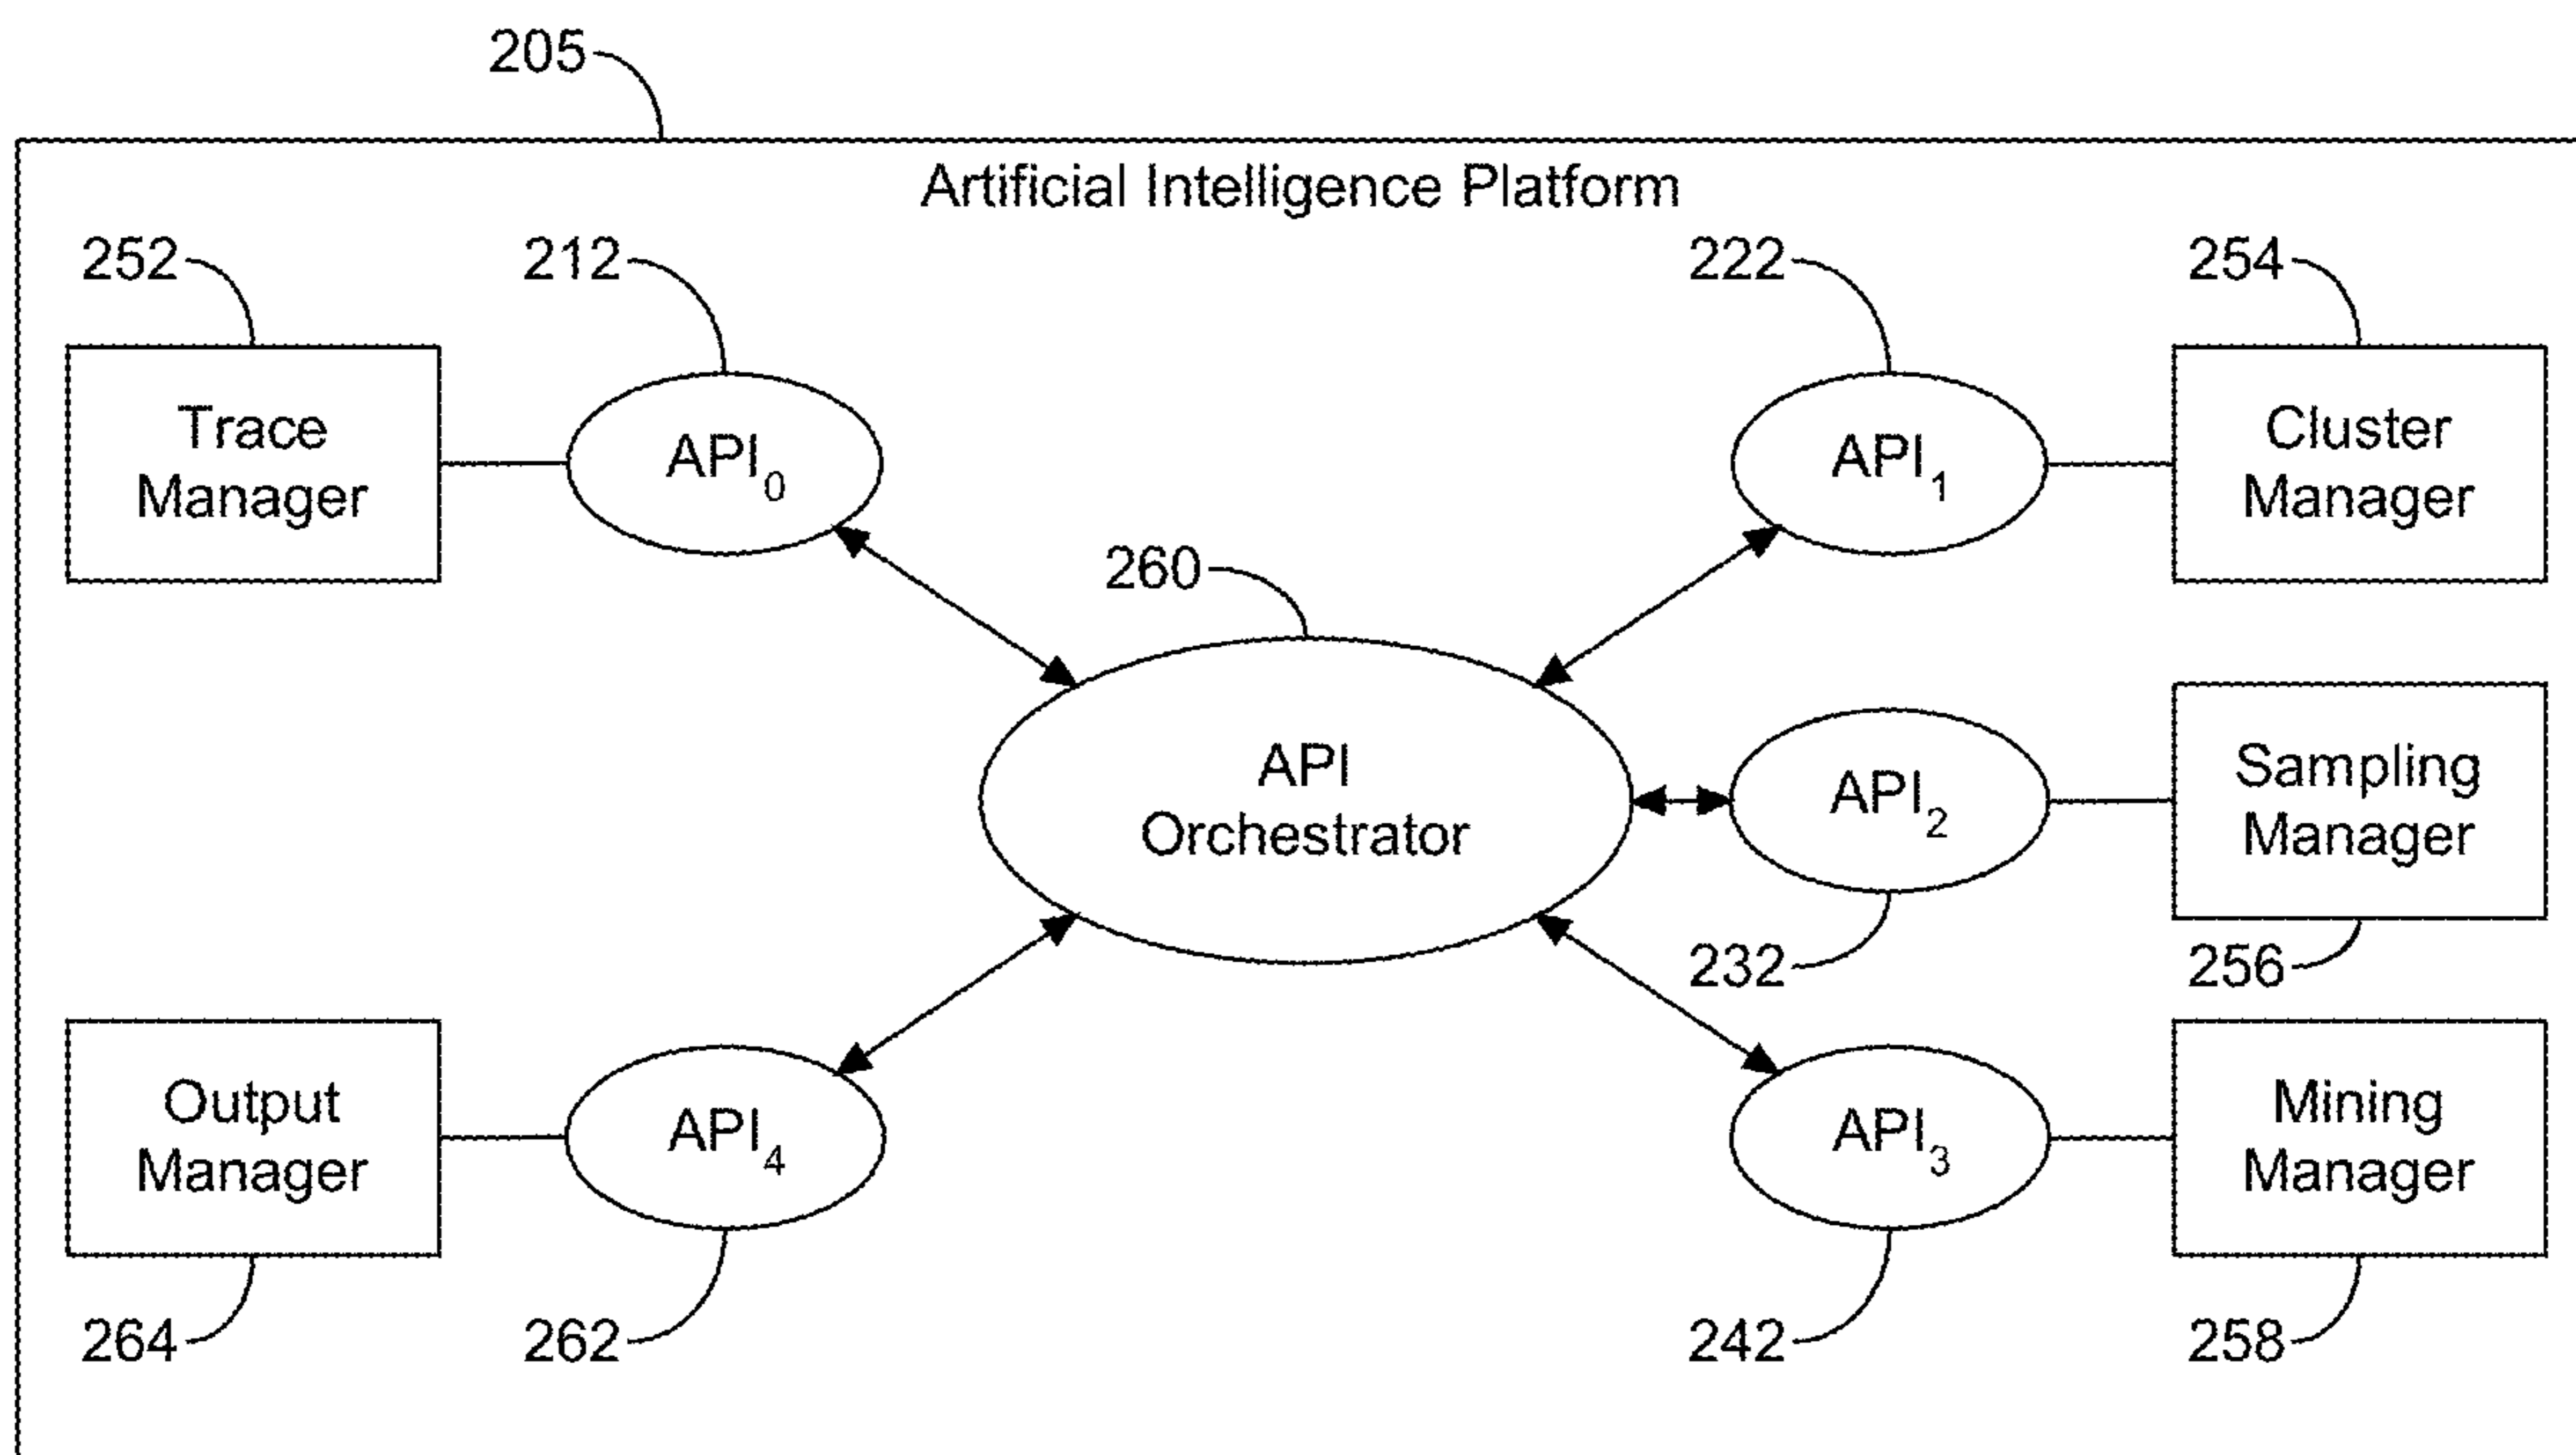 205
Artificial Intelligence Platform
252
212
222
254
Trace
Manager
API0
API1
Cluster
Manager
260
API
Orchestrator
API2
Sampling
Manager
232
256
Output
Manager
API4
API3
Mining
Manager
264
262
242
258